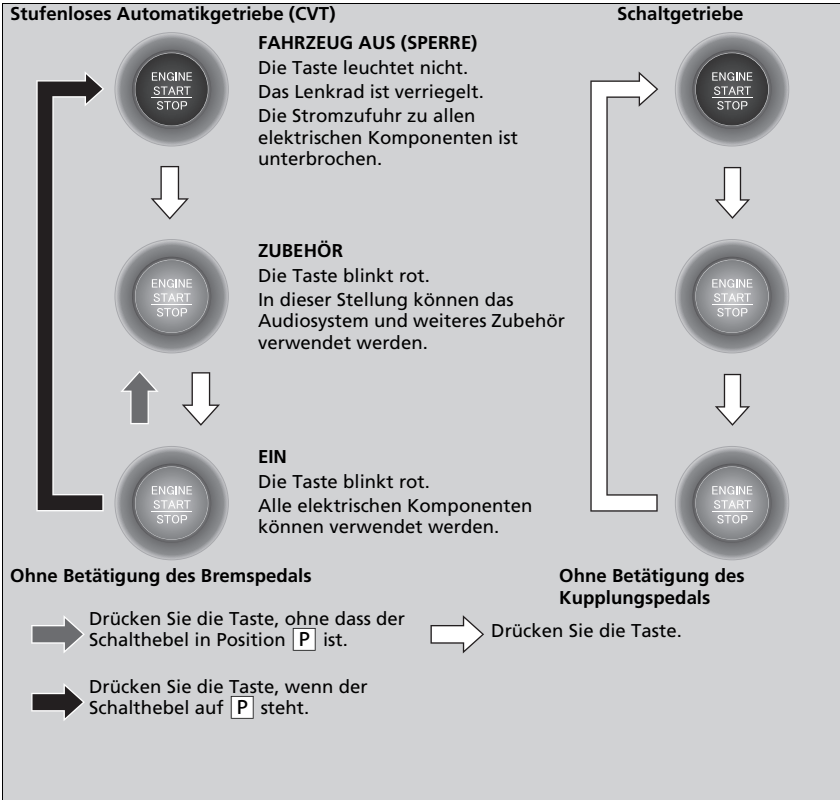 Stufenloses Automatikgetriebe (CVT)
Schaltgetriebe
ENGINE
START
STOP
FAHRZEUG AUS (SPERRE)
Die Taste leuchtet nicht.
Das Lenkrad ist verriegelt.
Die Stromzufuhr zu allen
elektrischen Komponenten ist
unterbrochen.
ENGINE
START
STOP
ENGINE
START
STOP
ZUBEHÖR
Die Taste blinkt rot.
In dieser Stellung können das
Audiosystem und weiteres Zubehör
verwendet werden.
ENGINE
START
STOP
ENGINE
START
STOP
EIN
Die Taste blinkt rot.
Alle elektrischen Komponenten
können verwendet werden.
ENGINE
START
STOP
Ohne Betätigung des Bremspedals
Ohne Betätigung des
Kupplungspedals
Drücken Sie die Taste, ohne dass der
Schalthebel in Position P ist.
Drücken Sie die Taste.
Drücken Sie die Taste, wenn der
Schalthebel auf P steht.